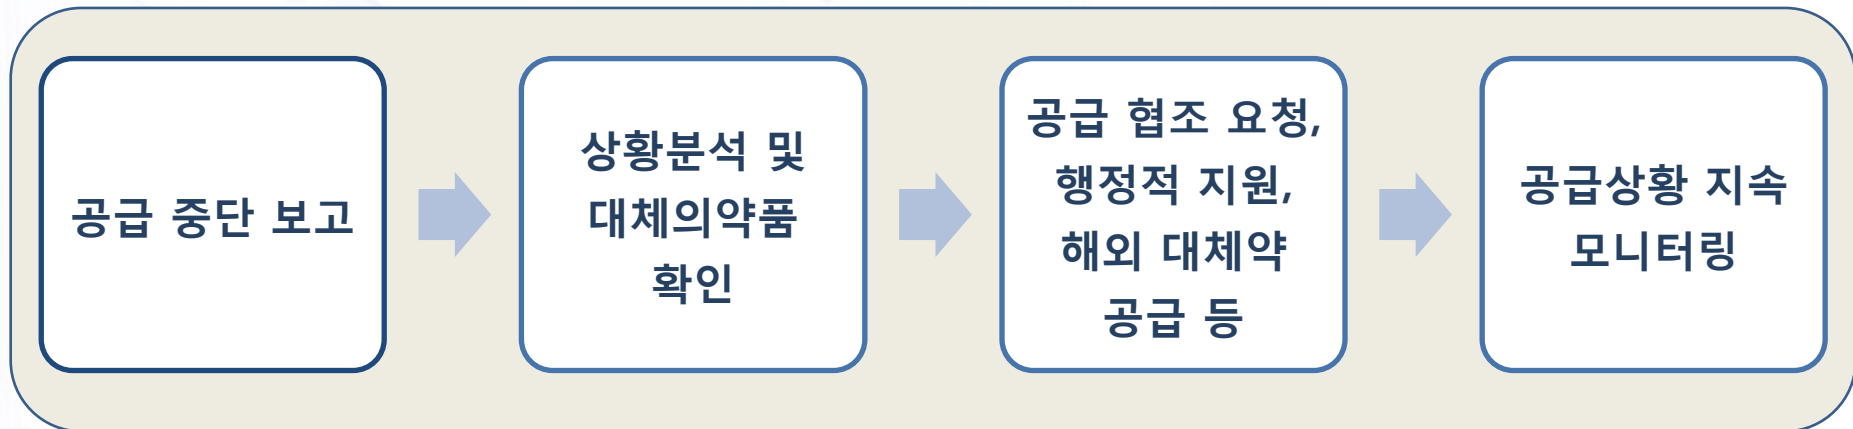 공급 중단 보고
상황분석 및
대체의약품
확인
공급 협조 요청,
행정적 지원,
해외 대체약
공급 등
공급상황 지속
모니터링